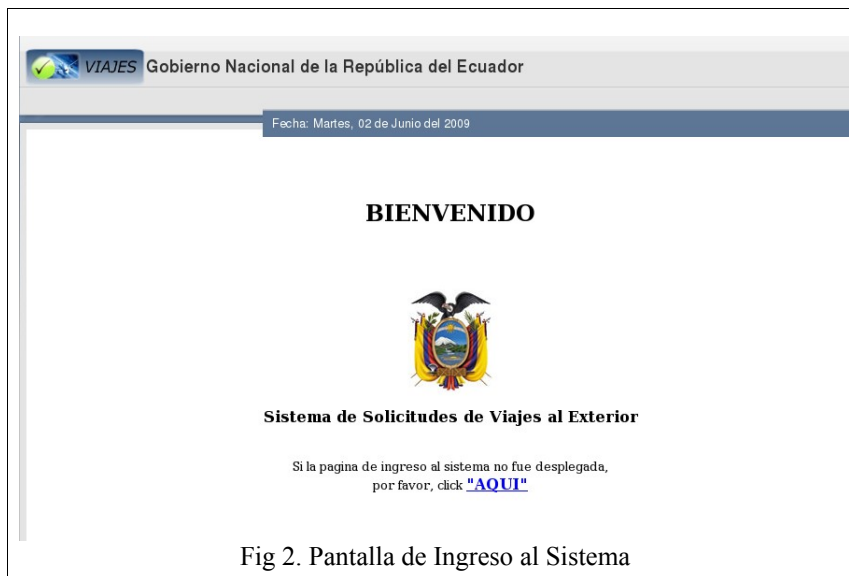 VIAJES Gobierno Nacional de la República del Ecuador
Fecha: Martes, 02 de Junio del 2009
BIENVENIDO
Sistema de Solicitudes de Viajes al Exterior
Si la pagina de ingreso al sistema no fue desplegada,
por favor, click "AQUI"
Fig 2. Pantalla de Ingreso al Sistema